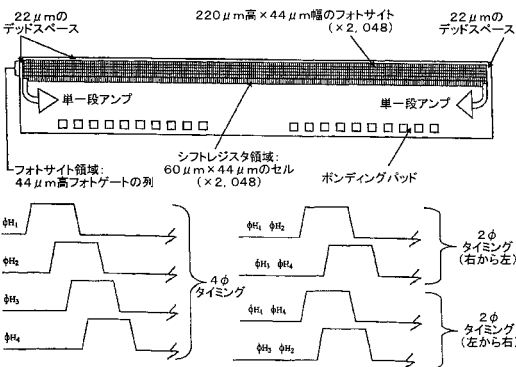 22μmの
デッドスペース
220μm高×44μm幅のフォトサイト
(×2,048)
22μmの
デッドスペース
単一段アンプ
単一段アンプ
フォトサイト領域:
44μm高フォトゲートの列
シフトレジスタ領域:
60μm×44μmのセル
(×2,048)
ボンディングパッド
ϕH₁
ϕH₂
ϕH₃
ϕH₄
4ϕ
タイミング
ϕH₁ ϕH₂
ϕH₃ ϕH₄
2ϕ
タイミング
(右から左)
ϕH₁ ϕH₄
ϕH₃ ϕH₂
2ϕ
タイミング
(左から右)